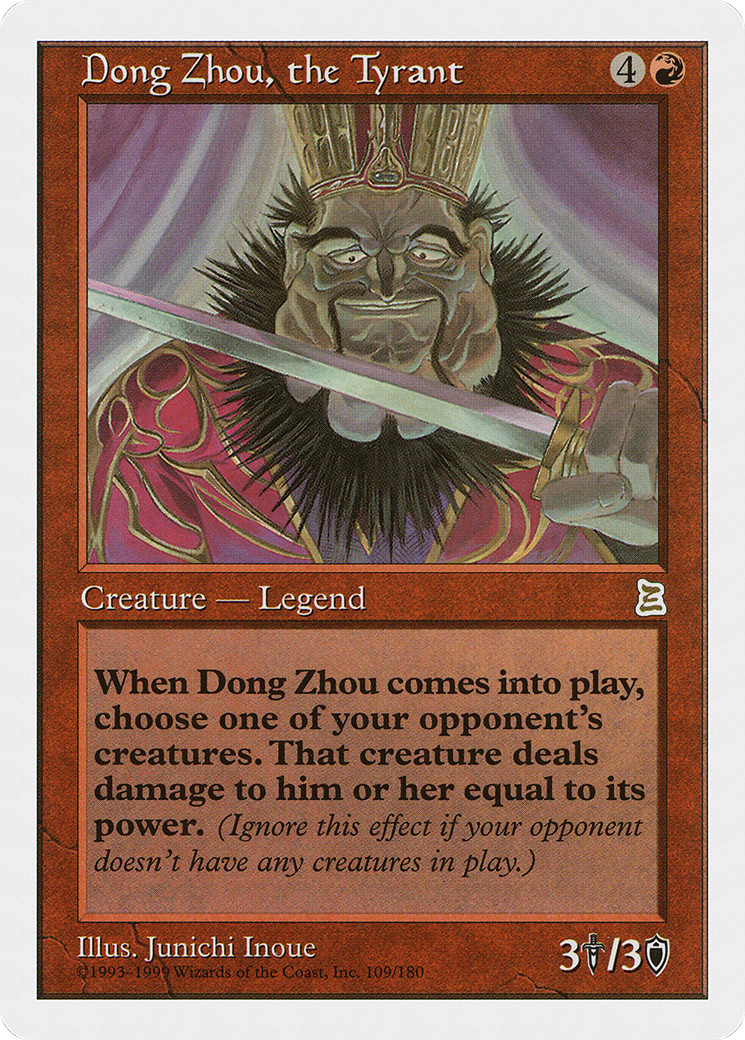 Dong Zhou, the Tyrant 4
Creature — Legend
When Dong Zhou comes into play,
choose one of your opponent's
creatures. That creature deals
damage to him or her equal to its
power. (Ignore this effect if your opponent
doesn't have any creatures in play.)
Illus. Junichi Inoue
©1993–1999 Wizards of the Coast, Inc. 109/180
3/3